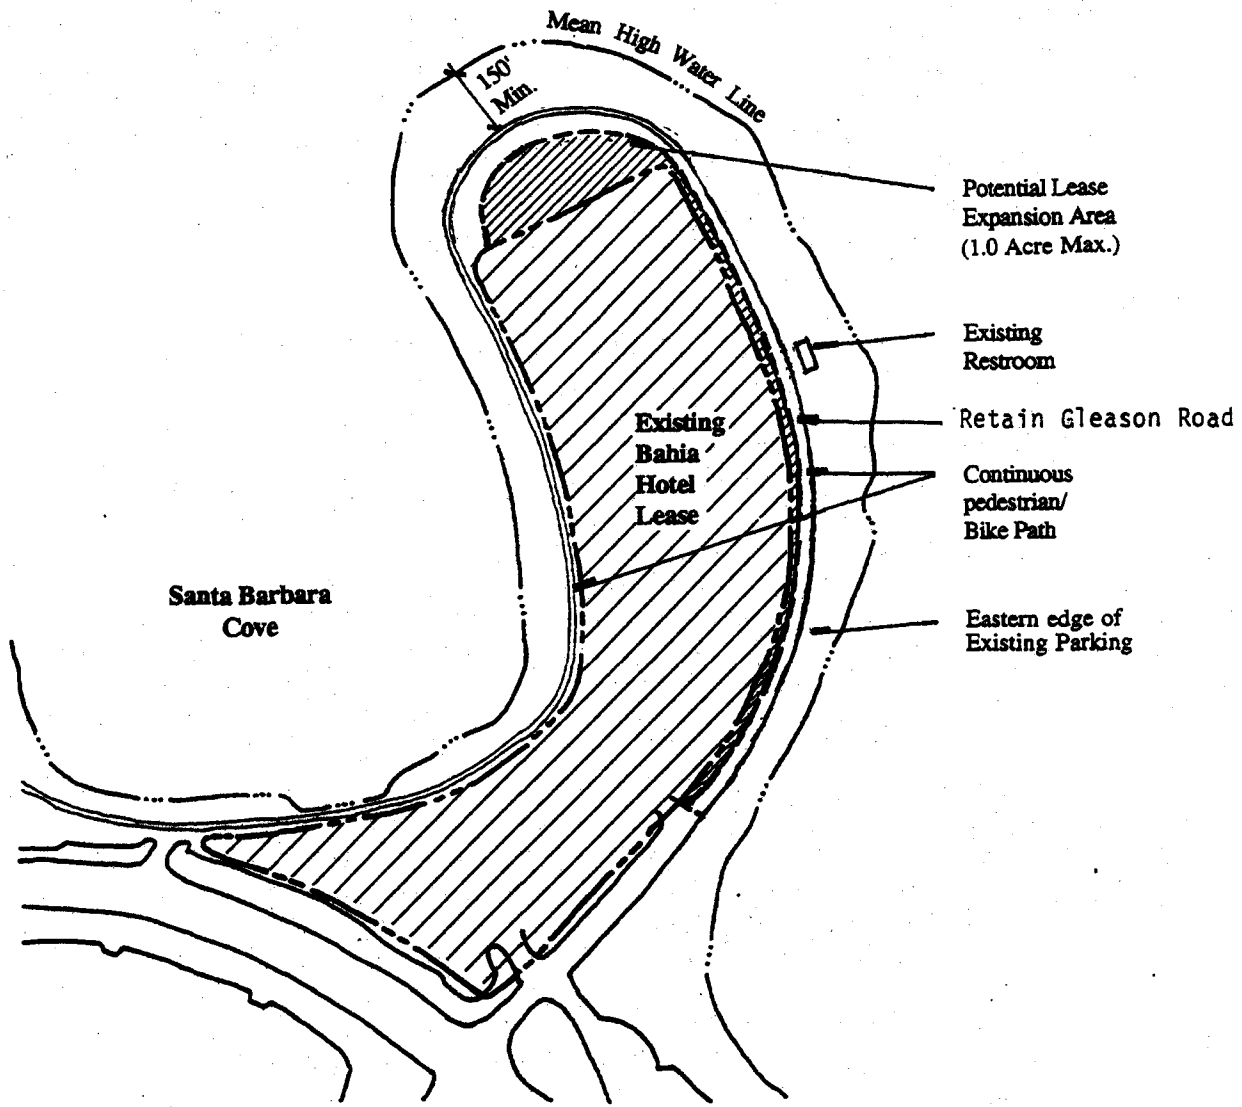 Mean High Water Line
150'
Min.
Potential Lease
Expansion Area
(1.0 Acre Max.)
Existing
Restroom
Retain Gleason Road
Existing
Bahia
Hotel
Lease
Continuous
pedestrian/
Bike Path
Santa Barbara
Cove
Eastern edge of
Existing Parking